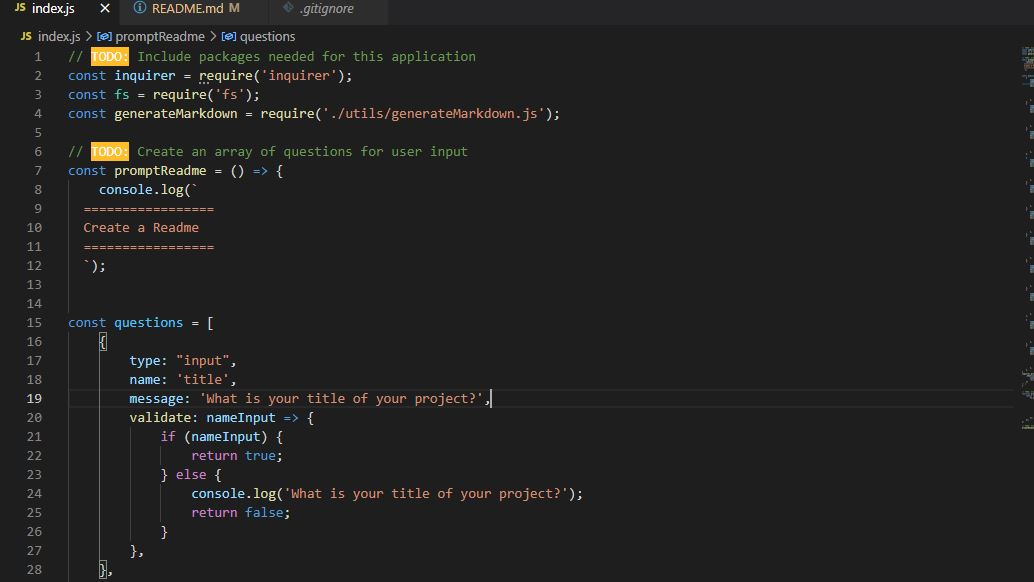 JS index.js × ⓘ README.md M .gitignore
JS index.js > promptReadme > questions
1 // TODO: Include packages needed for this application
2 const inquirer = require('inquirer');
3 const fs = require('fs');
4 const generateMarkdown = require('./utils/generateMarkdown.js');
5
6 // TODO: Create an array of questions for user input
7 const promptReadme = () => {
8 console.log(`
9 =================
10 Create a Readme
11 =================
12 `);
13
14
15 const questions = [
16 {
17 type: "input",
18 name: 'title',
19 message: 'What is your title of your project?',
20 validate: nameInput => {
21 if (nameInput) {
22 return true;
23 } else {
24 console.log('What is your title of your project?');
25 return false;
26 }
27 },
28 },